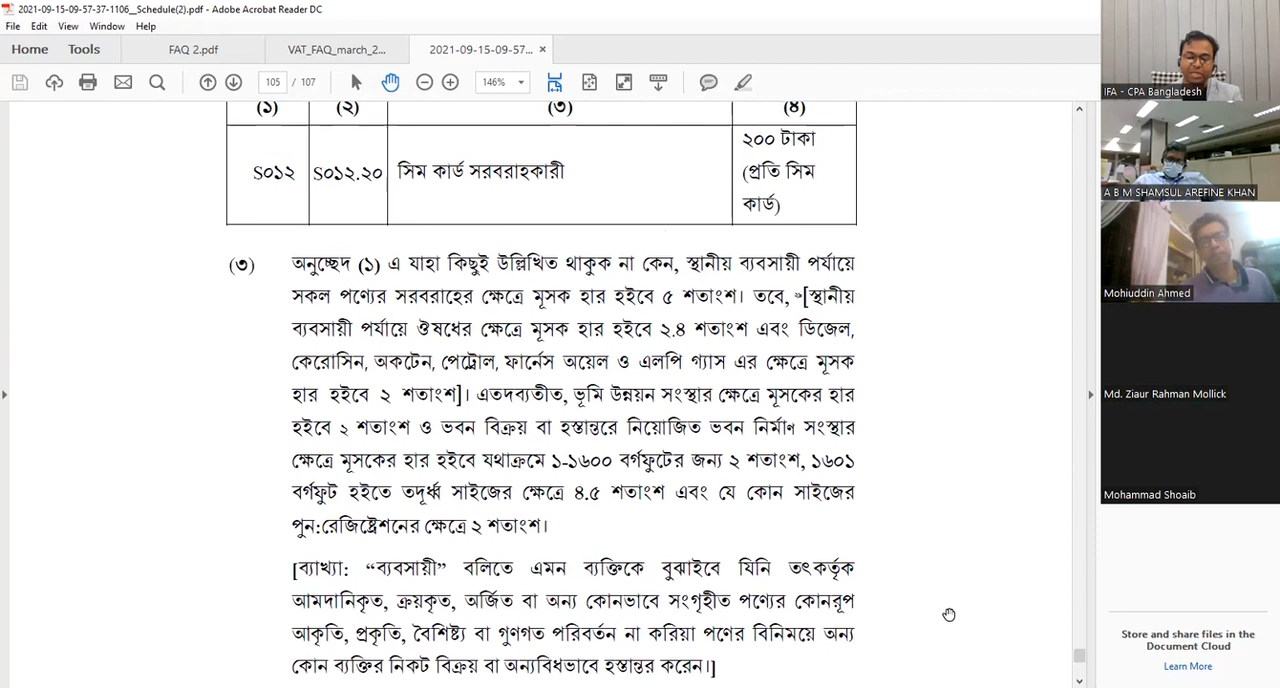 2021-09-15-09-57-37-1106__Schedule(2).pdf - Adobe Acrobat Reader DC
File Edit View Window Help
Home Tools FAQ 2.pdf VAT_FAQ_march_2... 2021-09-15-09-57... ×
105 / 107 146%
(১) (২) (৩) (৪)
S০১২ S০১২.২০ সিম কার্ড সরবরাহকারী ২০০ টাকা
(প্রতি সিম
কার্ড)
(৩) অনুচ্ছেদ (১) এ যাহা কিছুই উল্লিখিত থাকুক না কেন, স্থানীয় ব্যবসায়ী পর্যায়ে
সকল পণ্যের সরবরাহের ক্ষেত্রে মূসক হার হইবে ৫ শতাংশ। তবে, [স্থানীয়
ব্যবসায়ী পর্যায়ে ঔষধের ক্ষেত্রে মূসক হার হইবে ২.৪ শতাংশ এবং ডিজেল,
কেরোসিন, অকটেন, পেট্রোল, ফার্নেস অয়েল ও এলপি গ্যাস এর ক্ষেত্রে মূসক
হার হইবে ২ শতাংশ]। এতদব্যতীত, ভূমি উন্নয়ন সংস্থার ক্ষেত্রে মূসকের হার
হইবে ২ শতাংশ ও ভবন বিক্রয় বা হস্তান্তরে নিয়োজিত ভবন নির্মাণ সংস্থার
ক্ষেত্রে মূসকের হার হইবে যথাক্রমে ১-১৬০০ বর্গফুটের জন্য ২ শতাংশ, ১৬০১
বর্গফুট হইতে তদূর্ধ্ব সাইজের ক্ষেত্রে ৪.৫ শতাংশ এবং যে কোন সাইজের
পুন:রেজিষ্ট্রেশনের ক্ষেত্রে ২ শতাংশ।
[ব্যাখ্যা: “ব্যবসায়ী” বলিতে এমন ব্যক্তিকে বুঝাইবে যিনি তৎকর্তৃক
আমদানিকৃত, ক্রয়কৃত, অর্জিত বা অন্য কোনভাবে সংগৃহীত পণ্যের কোনরূপ
আকৃতি, প্রকৃতি, বৈশিষ্ট্য বা গুণগত পরিবর্তন না করিয়া পণের বিনিময়ে অন্য
কোন ব্যক্তির নিকট বিক্রয় বা অন্যবিধভাবে হস্তান্তর করেন।]
IFA - CPA Bangladesh
A B M SHAMSUL AREFINE KHAN
Mohiuddin Ahmed
Md. Ziaur Rahman Mollick
Mohammad Shoaib
Store and share files in the
Document Cloud
Learn More